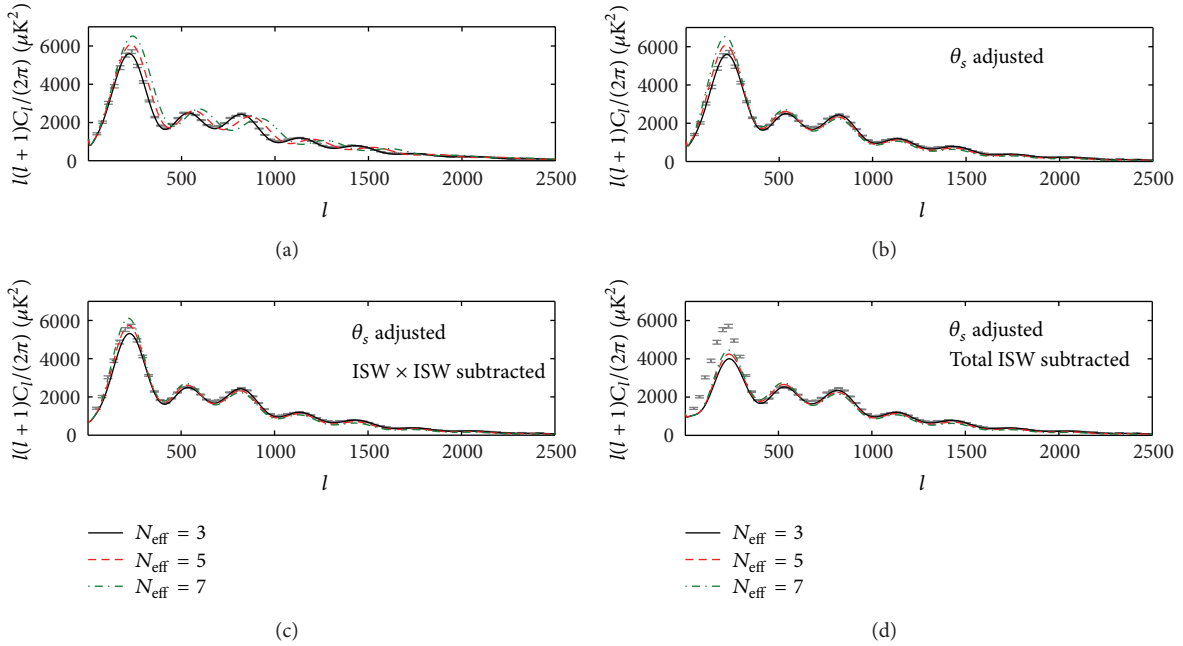 l(l + 1)C_l/(2π) (μK²)
6000
4000
2000
0
500
1000
1500
2000
2500
l
(a)
l(l + 1)C_l/(2π) (μK²)
6000
4000
2000
0
θ_s adjusted
500
1000
1500
2000
2500
l
(b)
l(l + 1)C_l/(2π) (μK²)
6000
4000
2000
0
θ_s adjusted
ISW × ISW subtracted
500
1000
1500
2000
2500
l
N_eff = 3
N_eff = 5
N_eff = 7
(c)
l(l + 1)C_l/(2π) (μK²)
6000
4000
2000
0
θ_s adjusted
Total ISW subtracted
500
1000
1500
2000
2500
l
N_eff = 3
N_eff = 5
N_eff = 7
(d)